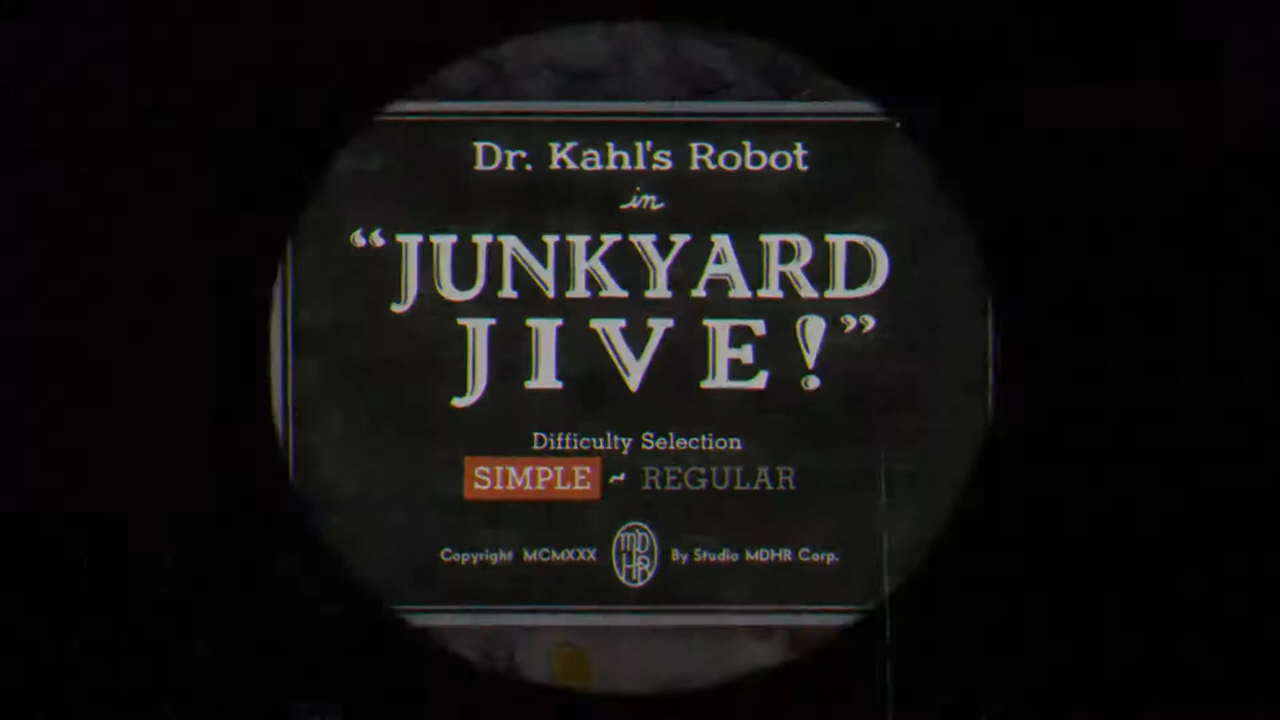 Dr. Kahl's Robot
in
“JUNKYARD
JIVE!”
Difficulty Selection
SIMPLE ~ REGULAR
Copyright MCMXXX MDHR By Studio MDHR Corp.